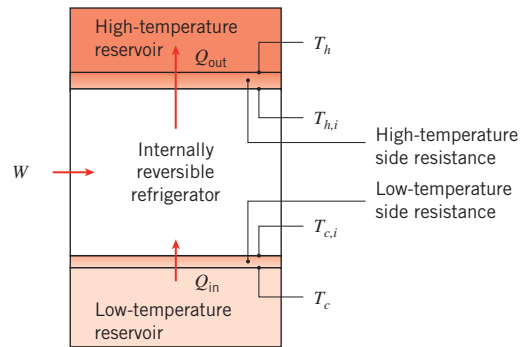 High-temperature
reservoir
Q_out
T_h
T_h,i
High-temperature
side resistance
Internally
reversible
refrigerator
W
Low-temperature
side resistance
T_c,i
Q_in
T_c
Low-temperature
reservoir